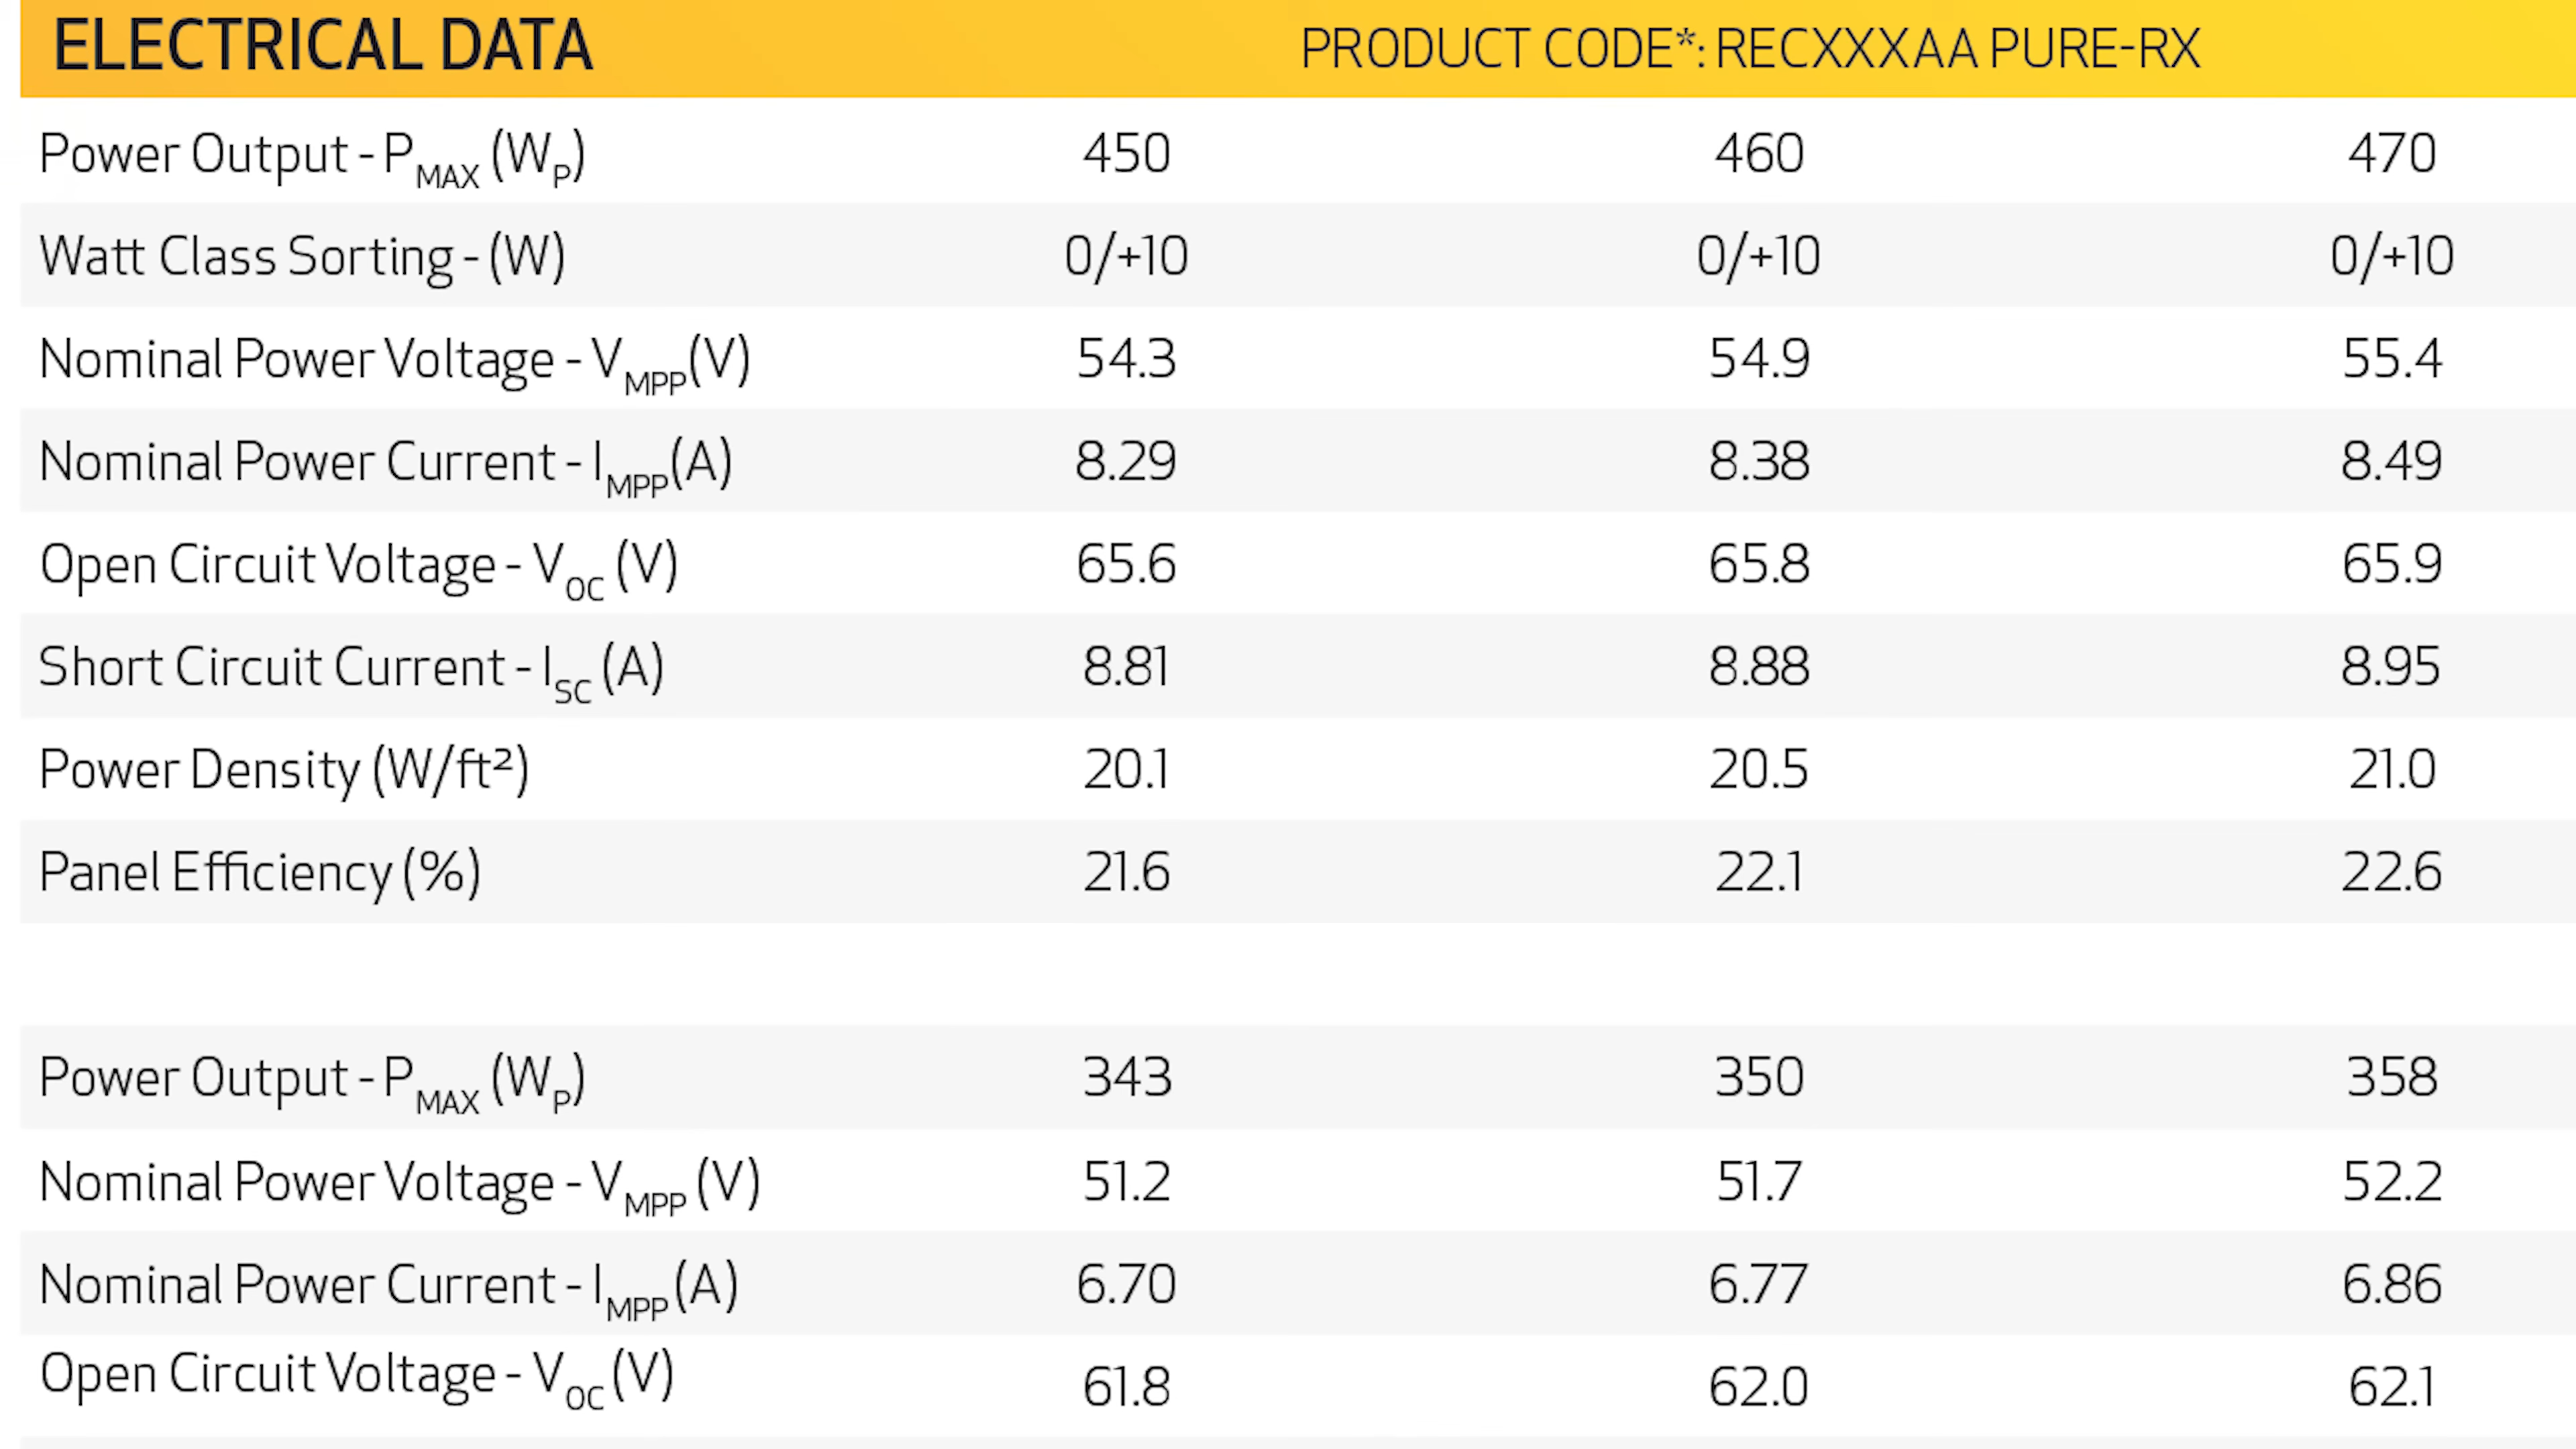 ELECTRICAL DATA PRODUCT CODE*: RECXXXAA PURE-RX
Power Output - PMAX (WP) 450 460 470
Watt Class Sorting - (W) 0/+10 0/+10 0/+10
Nominal Power Voltage - VMPP(V) 54.3 54.9 55.4
Nominal Power Current - IMPP(A) 8.29 8.38 8.49
Open Circuit Voltage - VOC (V) 65.6 65.8 65.9
Short Circuit Current - ISC (A) 8.81 8.88 8.95
Power Density (W/ft²) 20.1 20.5 21.0
Panel Efficiency (%) 21.6 22.1 22.6
Power Output - PMAX (WP) 343 350 358
Nominal Power Voltage - VMPP (V) 51.2 51.7 52.2
Nominal Power Current - IMPP (A) 6.70 6.77 6.86
Open Circuit Voltage - VOC (V) 61.8 62.0 62.1